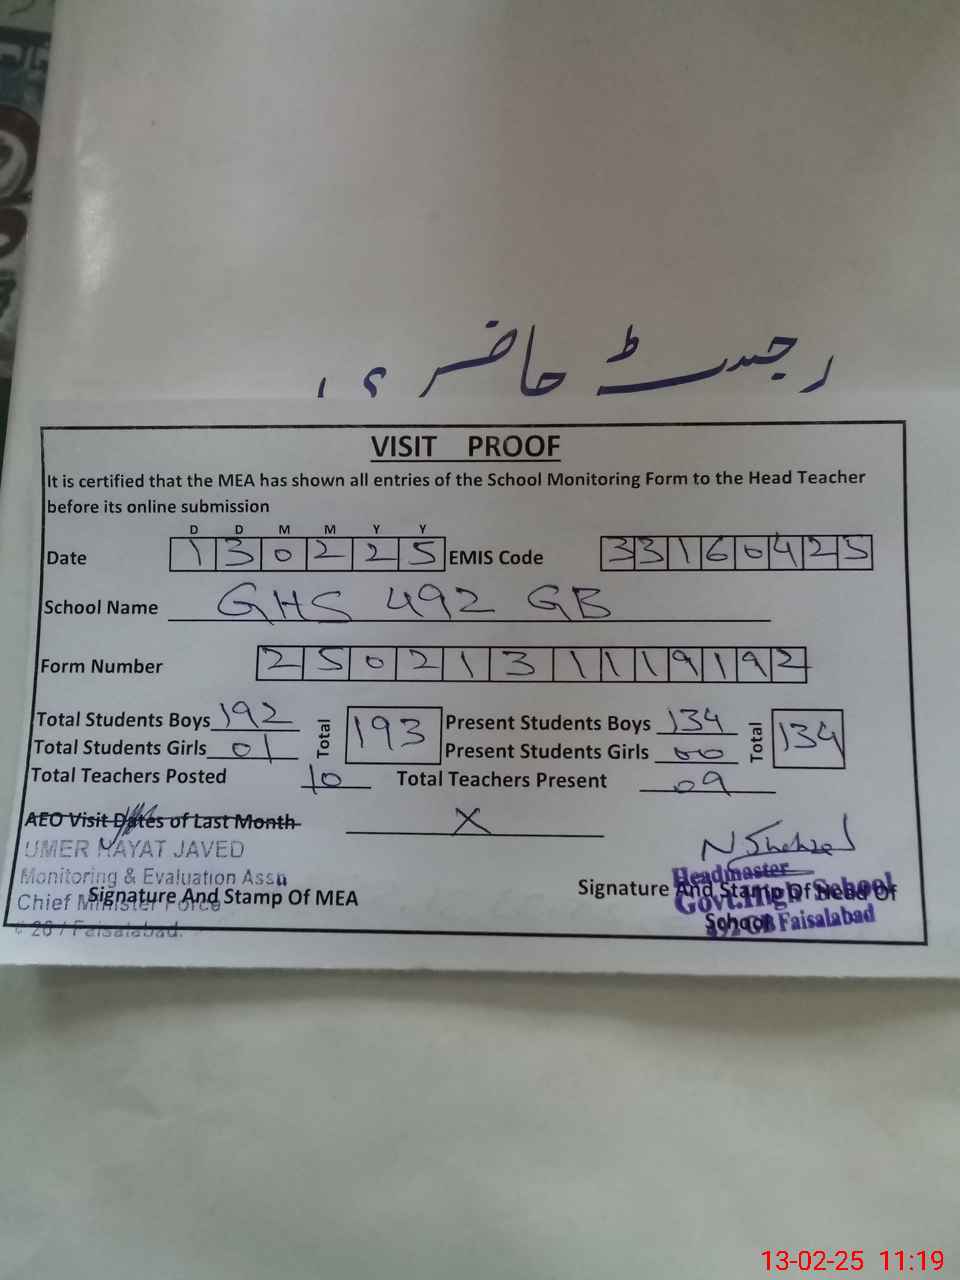 رجسٹر حاضری
VISIT PROOF
It is certified that the MEA has shown all entries of the School Monitoring Form to the Head Teacher
before its online submission
D D M M Y Y
Date 1 3 0 2 2 5 EMIS Code 3 3 1 6 0 4 2 5
School Name GHS 492 GB
Form Number 2 5 0 2 1 3 1 1 1 9 1 9 2
Total Students Boys 192 Total 193 Present Students Boys 134 Total 134
Total Students Girls 01 Present Students Girls 00
Total Teachers Posted 10 Total Teachers Present 09
AEO Visit Dates of Last Month X
UMER HAYAT JAVED N Shahzad
Monitoring & Evaluation Assn Headmaster
Chief Minister Force Govt. High School
Signature And Stamp Of MEA Signature And Stamp Of Head Of
School
Faisalabad. 492 GB Faisalabad
13-02-25 11:19